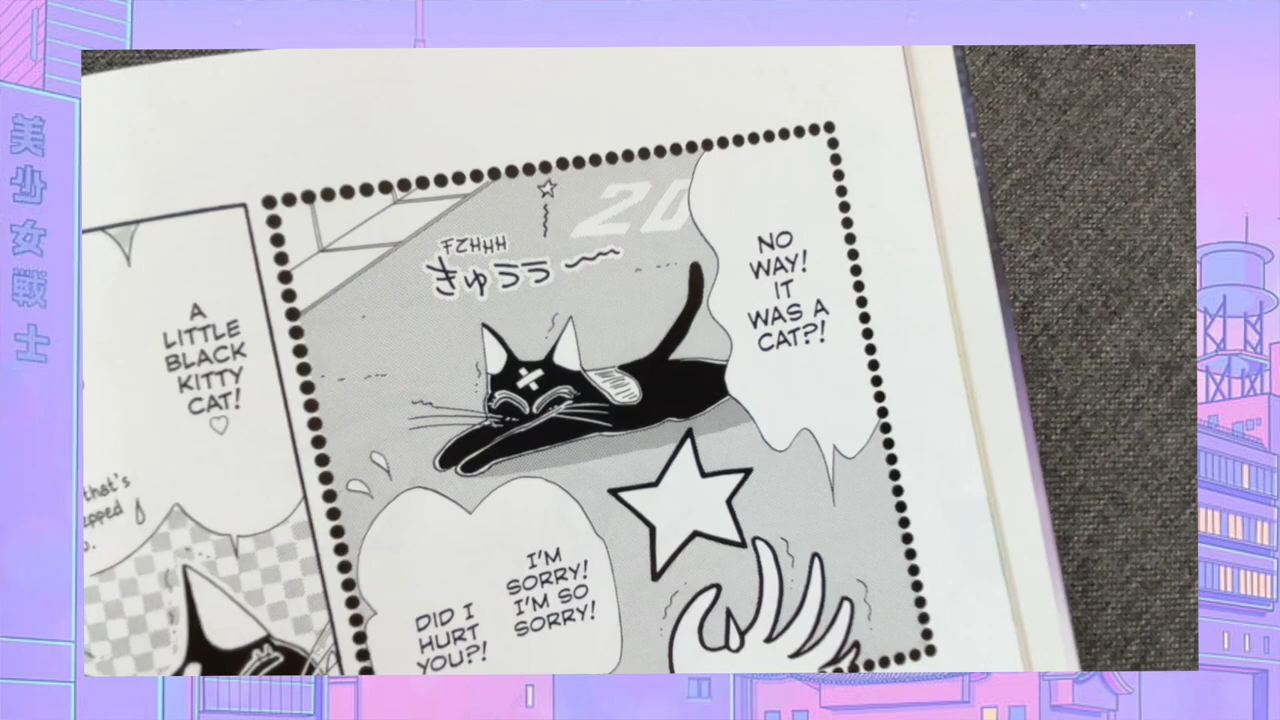 美
少
女
戦
士
NO
WAY!
IT
WAS A
CAT?!
20
FZHHH
きゅうう
I'M
SORRY!
I'M SO
SORRY!
DID I
HURT
YOU?!
A
LITTLE
BLACK
KITTY
CAT!
that's